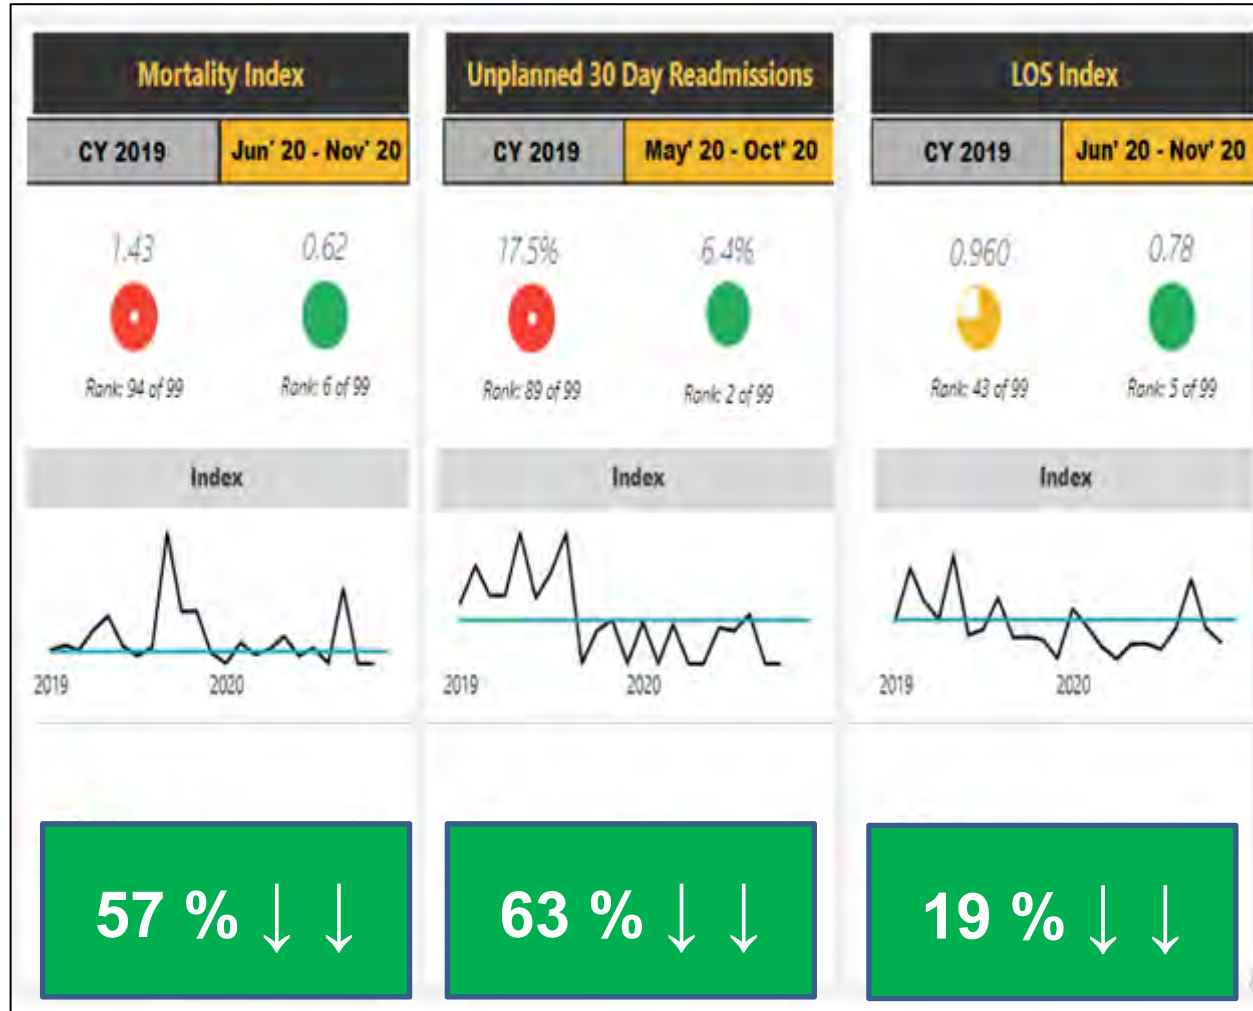 Mortality Index
CY 2019
Jun' 20 - Nov' 20
1.43
0.62
Rank: 94 of 99
Rank: 6 of 99
Index
2019
2020
57 % ↓ ↓
Unplanned 30 Day Readmissions
CY 2019
May' 20 - Oct' 20
17.5%
6.4%
Rank: 89 of 99
Rank: 2 of 99
Index
2019
2020
63 % ↓ ↓
LOS Index
CY 2019
Jun' 20 - Nov' 20
0.960
0.78
Rank: 43 of 99
Rank: 5 of 99
Index
2019
2020
19 % ↓ ↓